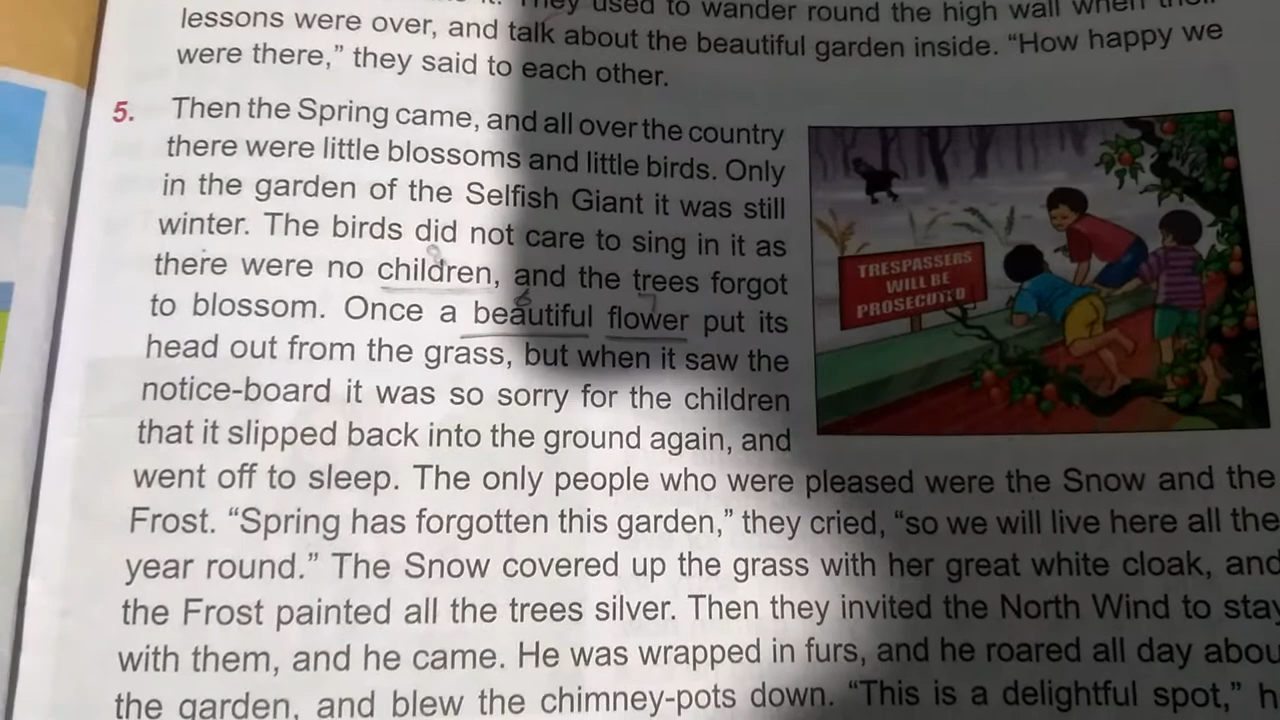 it. They used to wander round the high wall when
lessons were over, and talk about the beautiful garden inside. “How happy we
were there,” they said to each other.
5. Then the Spring came, and all over the country
there were little blossoms and little birds. Only
in the garden of the Selfish Giant it was still
winter. The birds did not care to sing in it as
there were no children, and the trees forgot
to blossom. Once a beautiful flower put its
head out from the grass, but when it saw the
notice-board it was so sorry for the children
that it slipped back into the ground again, and
went off to sleep. The only people who were pleased were the Snow and the
Frost. “Spring has forgotten this garden,” they cried, “so we will live here all the
year round.” The Snow covered up the grass with her great white cloak, and
the Frost painted all the trees silver. Then they invited the North Wind to stay
with them, and he came. He was wrapped in furs, and he roared all day
the garden, and blew the chimney-pots down. “This is a delightful spot,”
TRESPASSERS
WILL BE
PROSECUTED